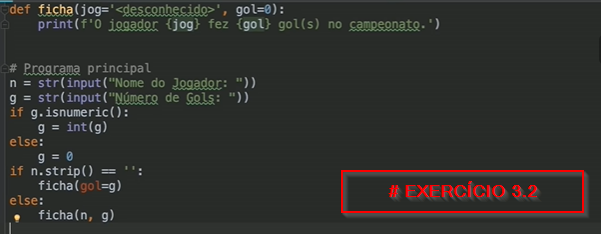 def ficha(jog='<desconhecido>', gol=0):
    print(f'O jogador {jog} fez {gol} gol(s) no campeonato.')
# Programa principal
n = str(input("Nome do Jogador: "))
g = str(input("Número de Gols: "))
if g.isnumeric():
    g = int(g)
else:
    g = 0
if n.strip() == '':
    ficha(gol=g)
else:
    ficha(n, g)
# EXERCÍCIO 3.2